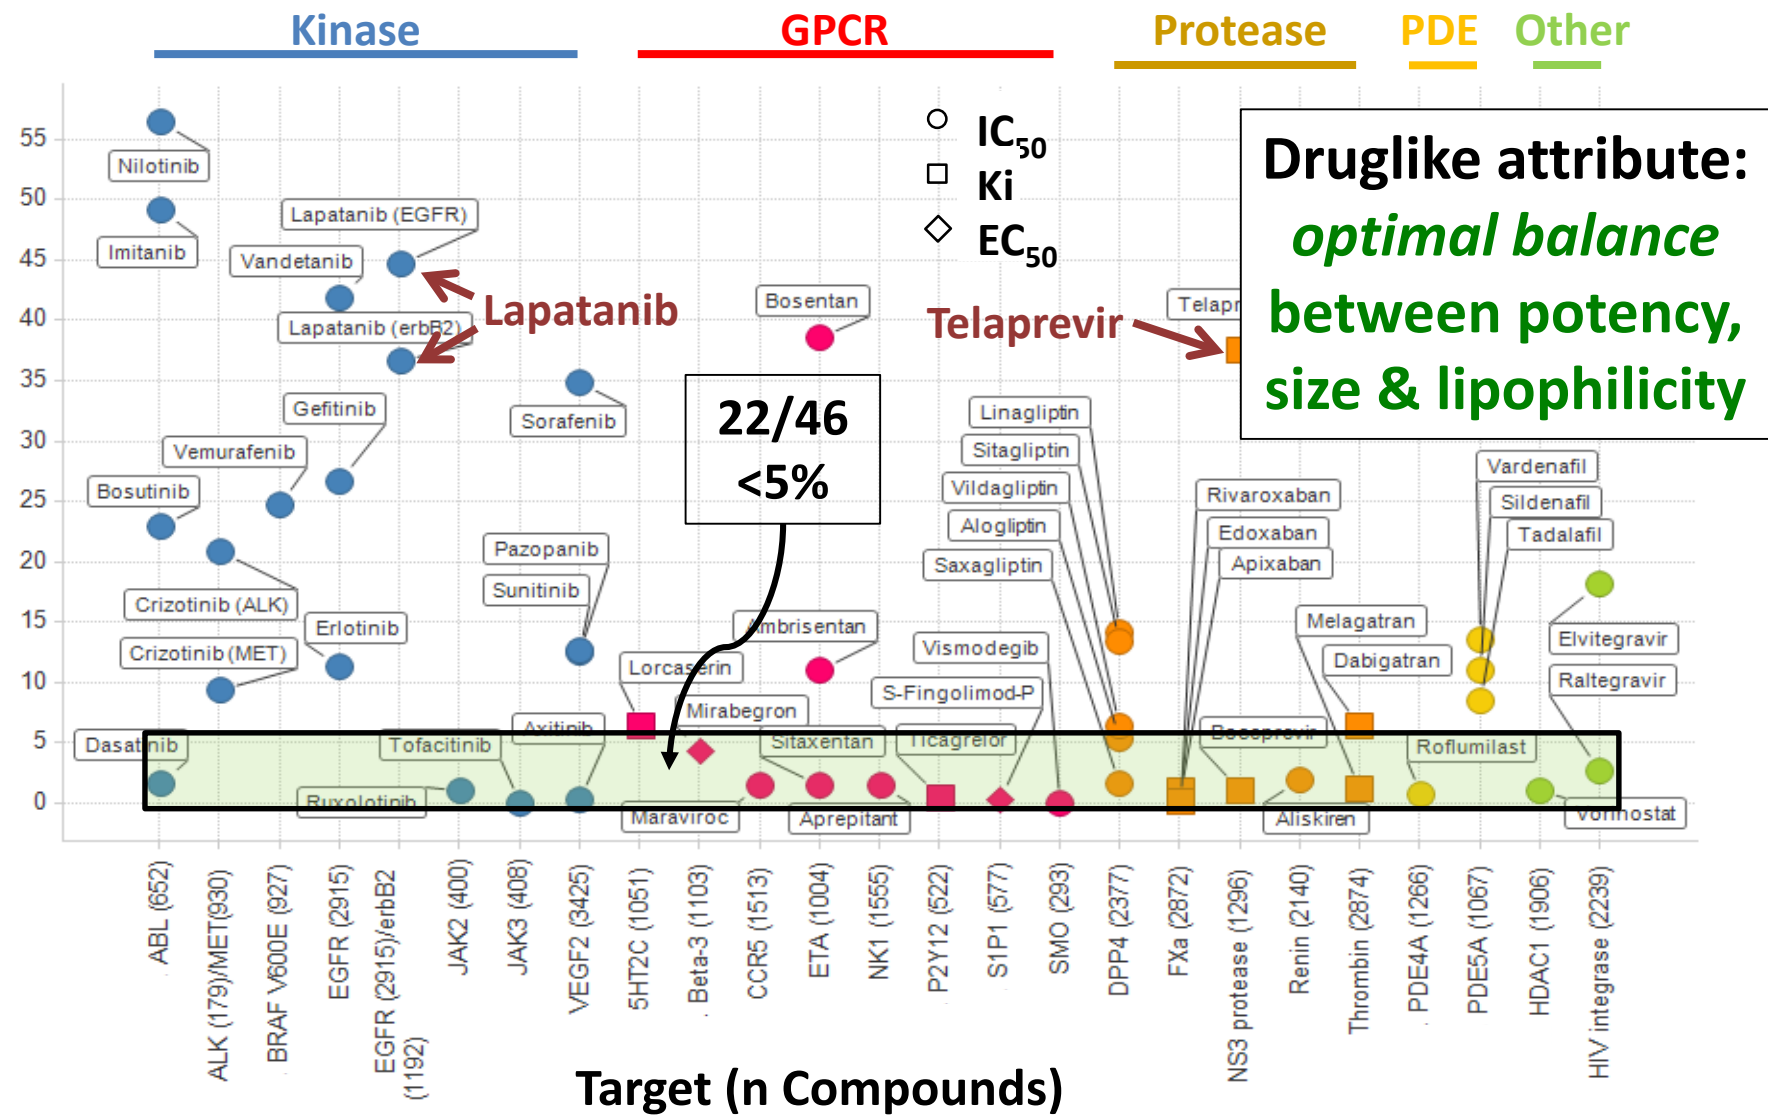 Kinase
GPCR
Protease
PDE
Other
55
50
45
40
35
30
25
20
15
10
5
0
IC50
Ki
EC50
Druglike attribute:
optimal balance
between potency,
size & lipophilicity
22/46
<5%
Lapatanib
Telaprevir
Nilotinib
Imitanib
Lapatanib (EGFR)
Vandetanib
Lapatanib (erbB2)
Bosentan
Telapr
Gefitinib
Sorafenib
Linagliptin
Vemurafenib
Sitagliptin
Vardenafil
Bosutinib
Vildagliptin
Rivaroxaban
Sildenafil
Alogliptin
Edoxaban
Tadalafil
Pazopanib
Saxagliptin
Apixaban
Sunitinib
Crizotinib (ALK)
Erlotinib
Ambrisentan
Melagatran
Elvitegravir
Crizotinib (MET)
Lorcaserin
Vismodegib
Dabigatran
Raltegravir
S-Fingolimod-P
Mirabegron
Axitinib
Dasatinib
Tofacitinib
Sitaxentan
Ticagrelor
Boceprevir
Roflumilast
Ruxolotinib
Maraviroc
Aprepitant
Aliskiren
Vorinostat
ABL (652)
ALK (179)/MET(930)
BRAF V600E (927)
EGFR (2915)
EGFR (2915)/erbB2
(1192)
JAK2 (400)
JAK3 (408)
VEGF2 (3425)
5HT2C (1051)
Beta-3 (1103)
CCR5 (1513)
ETA (1004)
NK1 (1555)
P2Y12 (522)
S1P1 (577)
SMO (293)
DPP4 (2377)
FXa (2872)
NS3 protease (1296)
Renin (2140)
Thrombin (2874)
PDE4A (1266)
PDE5A (1067)
HDAC1 (1906)
HIV integrase (2239)
Target (n Compounds)